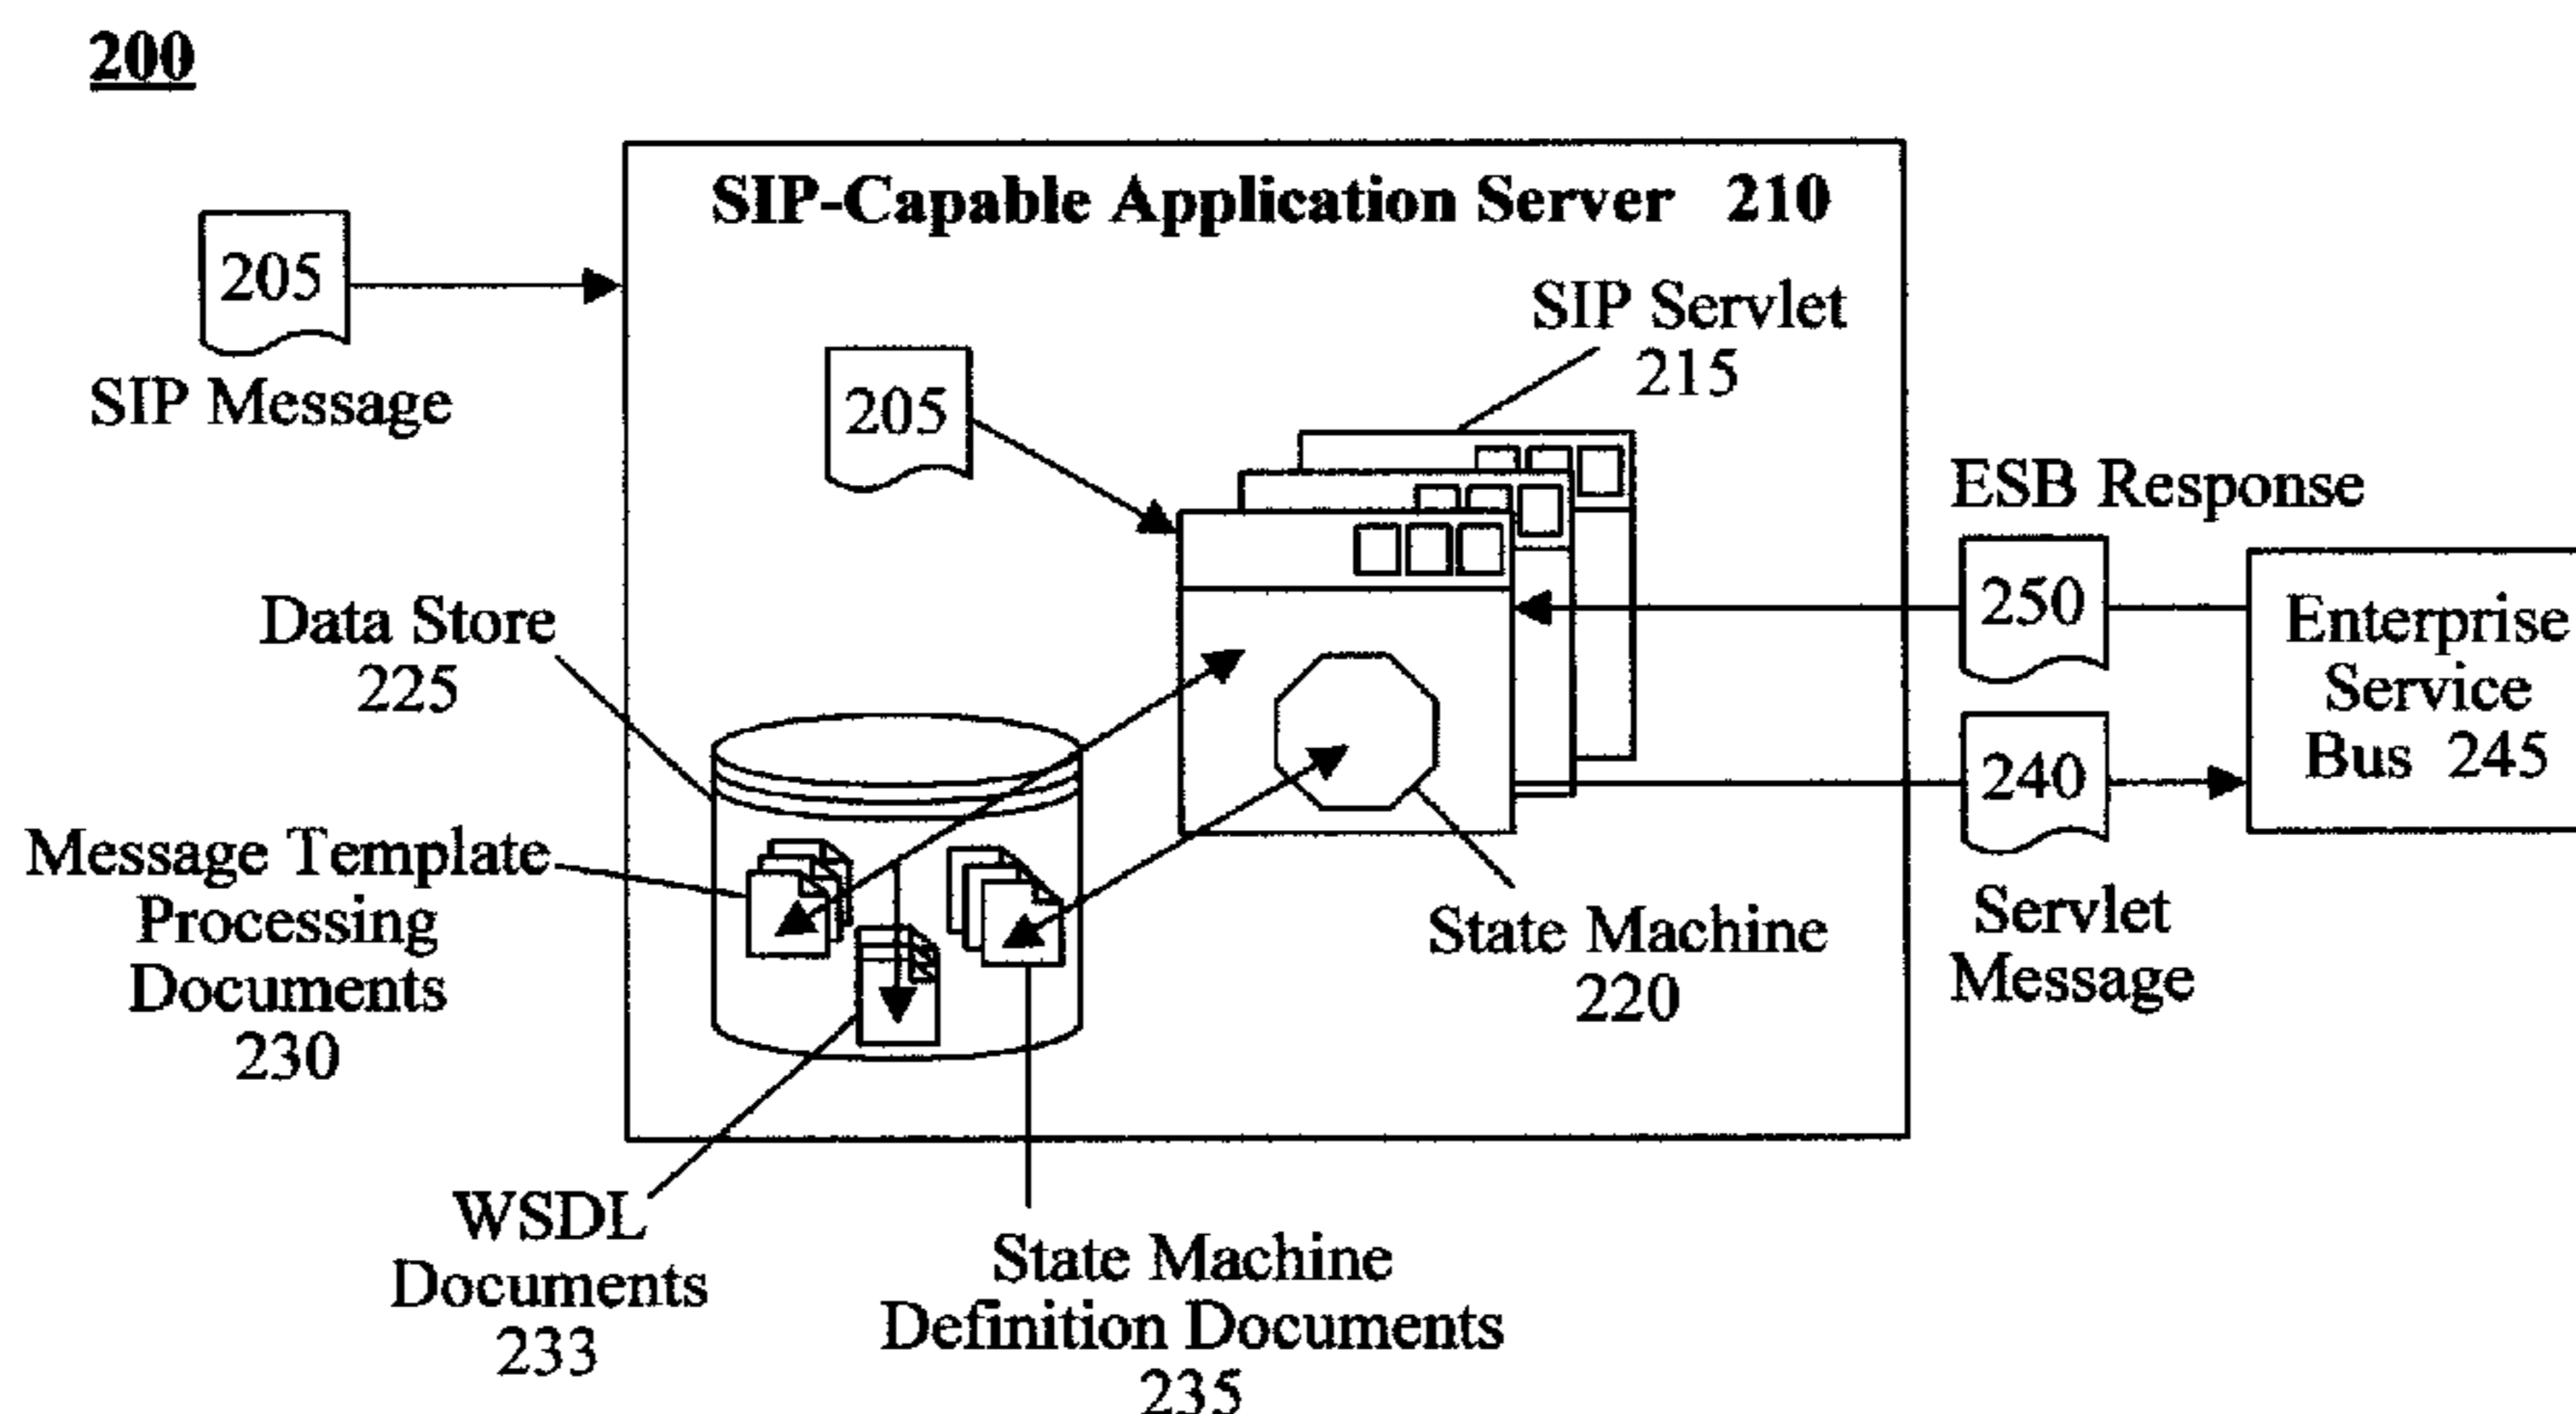 200
SIP-Capable Application Server 210
205
SIP Message
SIP Servlet
215
205
ESB Response
250
Enterprise
Service
Bus 245
Data Store
225
240
Servlet
Message
Message Template
Processing
Documents
230
State Machine
220
WSDL
Documents
233
State Machine
Definition Documents
235